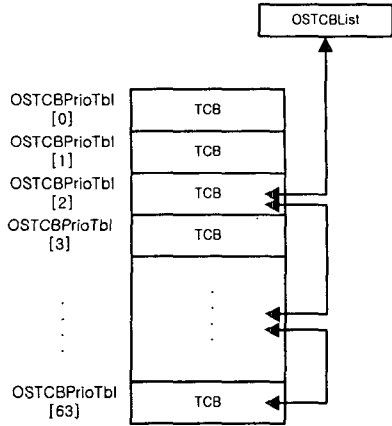 OSTCBList
OSTCBPrioTbl
[0]
TCB
OSTCBPrioTbl
[1]
TCB
OSTCBPrioTbl
[2]
TCB
OSTCBPrioTbl
[3]
TCB
OSTCBPrioTbl
[63]
TCB